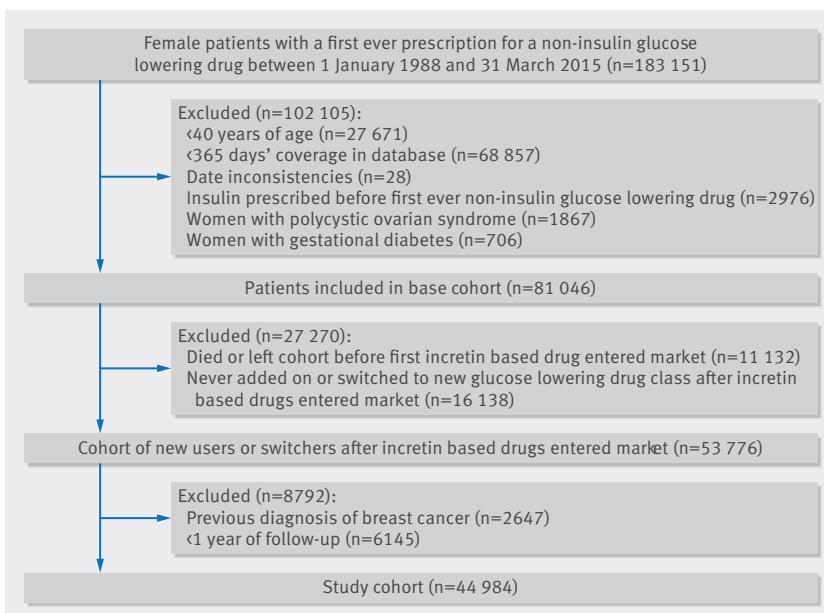 Female patients with a first ever prescription for a non-insulin glucose
lowering drug between 1 January 1988 and 31 March 2015 (n=183 151)
Excluded (n=102 105):
<40 years of age (n=27 671)
<365 days' coverage in database (n=68 857)
Date inconsistencies (n=28)
Insulin prescribed before first ever non-insulin glucose lowering drug (n=2976)
Women with polycystic ovarian syndrome (n=1867)
Women with gestational diabetes (n=706)
Patients included in base cohort (n=81 046)
Excluded (n=27 270):
Died or left cohort before first incretin based drug entered market (n=11 132)
Never added on or switched to new glucose lowering drug class after incretin
based drugs entered market (n=16 138)
Cohort of new users or switchers after incretin based drugs entered market (n=53 776)
Excluded (n=8792):
Previous diagnosis of breast cancer (n=2647)
<1 year of follow-up (n=6145)
Study cohort (n=44 984)